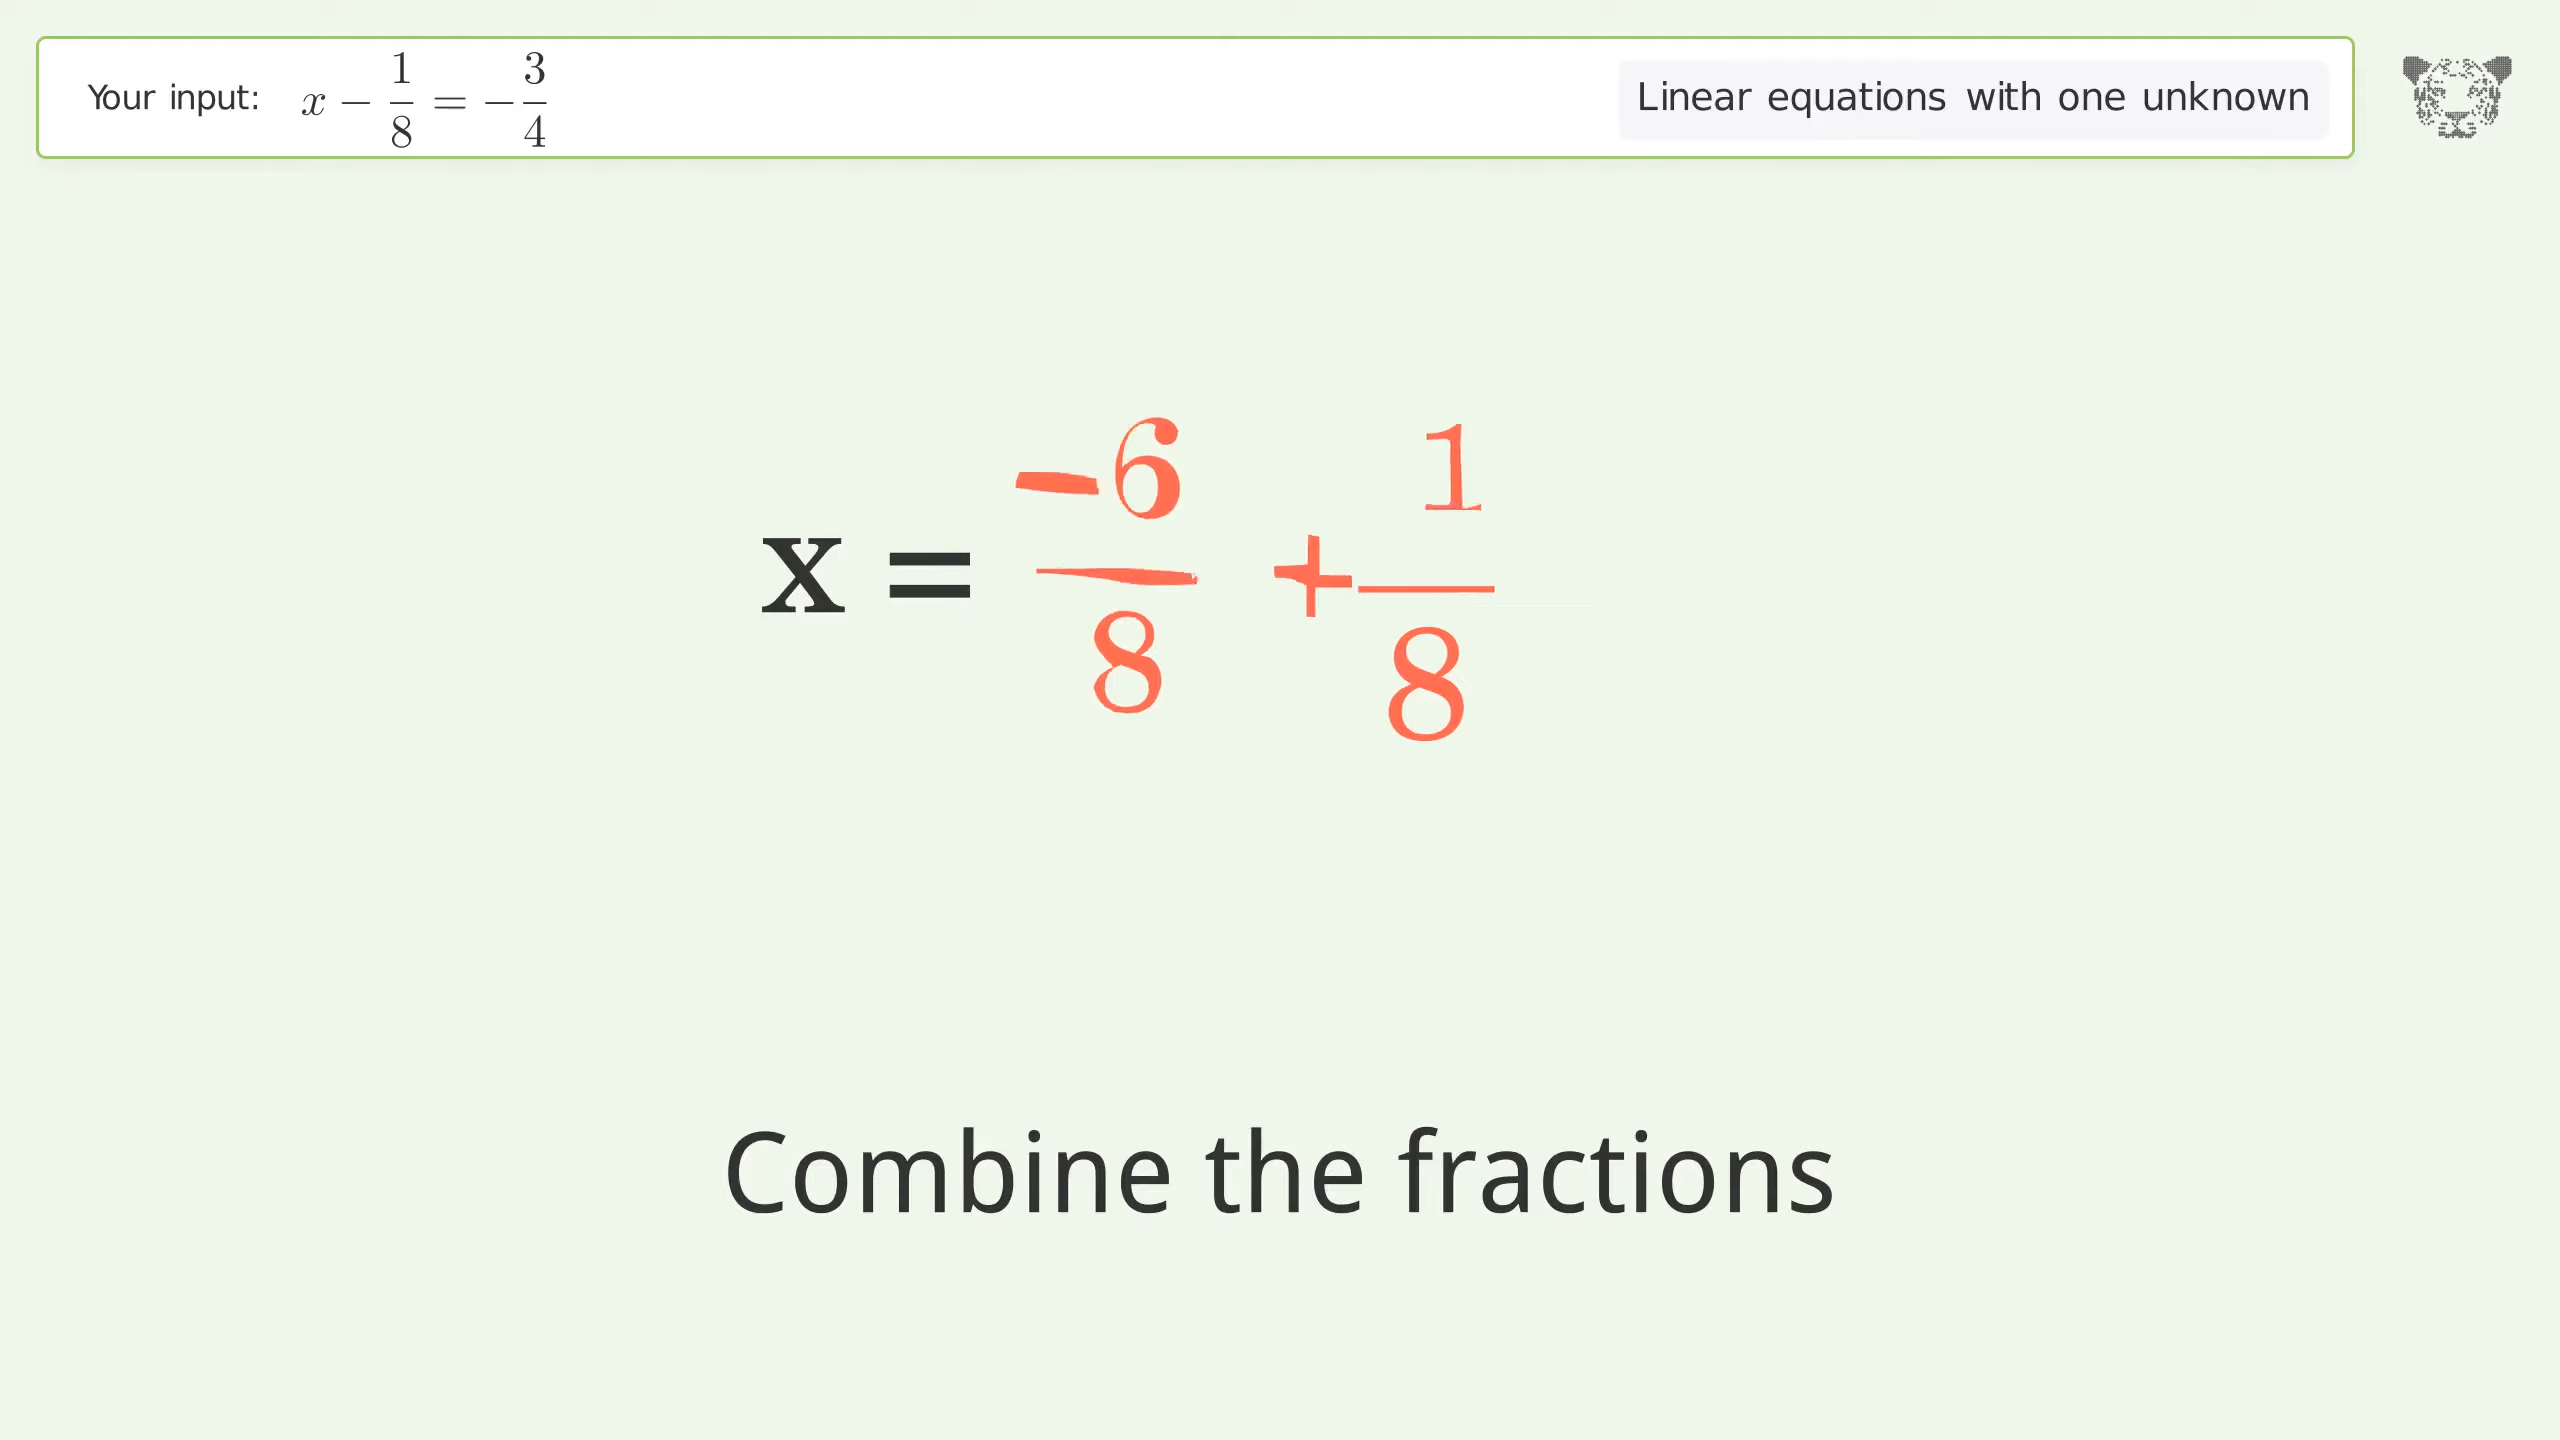 Your input: x − 1/8 = −3/4
Linear equations with one unknown
x = -6/8 + 1/8
Combine the fractions